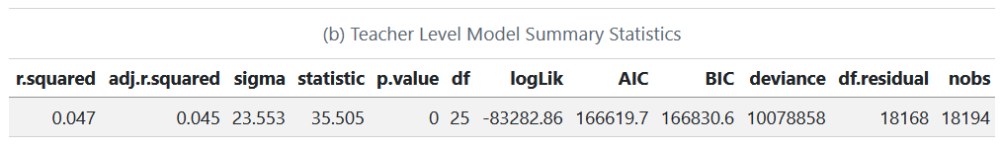 (b) Teacher Level Model Summary Statistics
r.squared adj.r.squared sigma statistic p.value df logLik AIC BIC deviance df.residual nobs
0.047 0.045 23.553 35.505 0 25 -83282.86 166619.7 166830.6 10078858 18168 18194